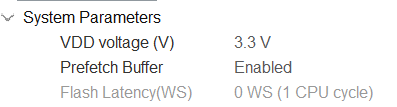 System Parameters
VDD voltage (V) 3.3 V
Prefetch Buffer Enabled
Flash Latency(WS) 0 WS (1 CPU cycle)